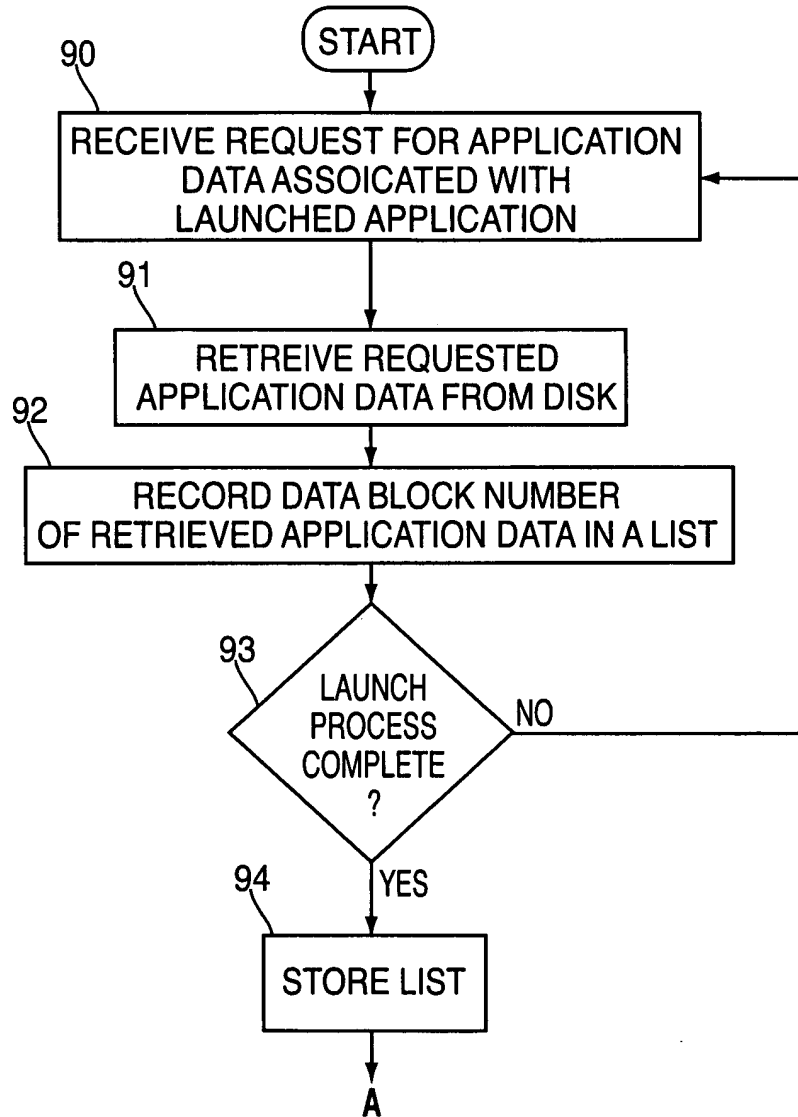 START
90
RECEIVE REQUEST FOR APPLICATION
DATA ASSOICATED WITH
LAUNCHED APPLICATION
91
RETREIVE REQUESTED
APPLICATION DATA FROM DISK
92
RECORD DATA BLOCK NUMBER
OF RETRIEVED APPLICATION DATA IN A LIST
93
LAUNCH
PROCESS
COMPLETE
?
NO
YES
94
STORE LIST
A